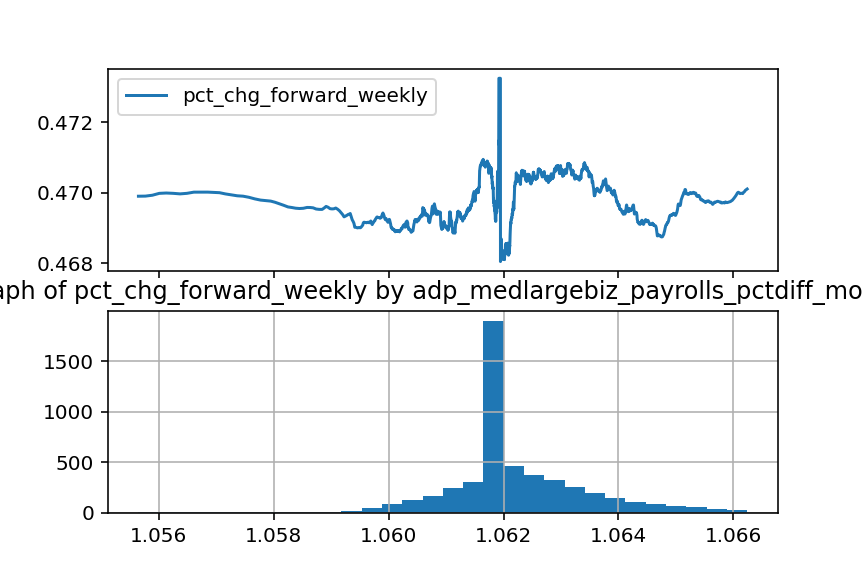 pct_chg_forward_weekly
0.472
0.470
0.468
aph of pct_chg_forward_weekly by adp_medlargebiz_payrolls_pctdiff_mo
1500
1000
500
0
1.056 1.058 1.060 1.062 1.064 1.066